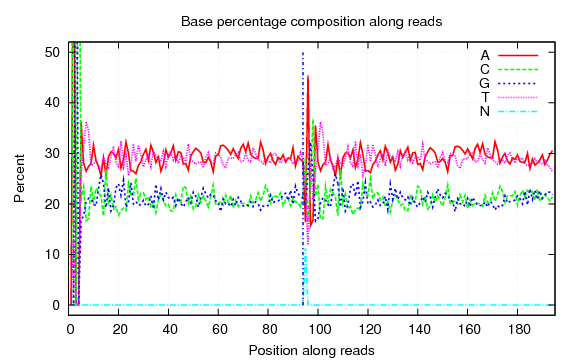 Base percentage composition along reads
A
C
G
T
N
Percent
50
40
30
20
10
0
0 20 40 60 80 100 120 140 160 180
Position along reads